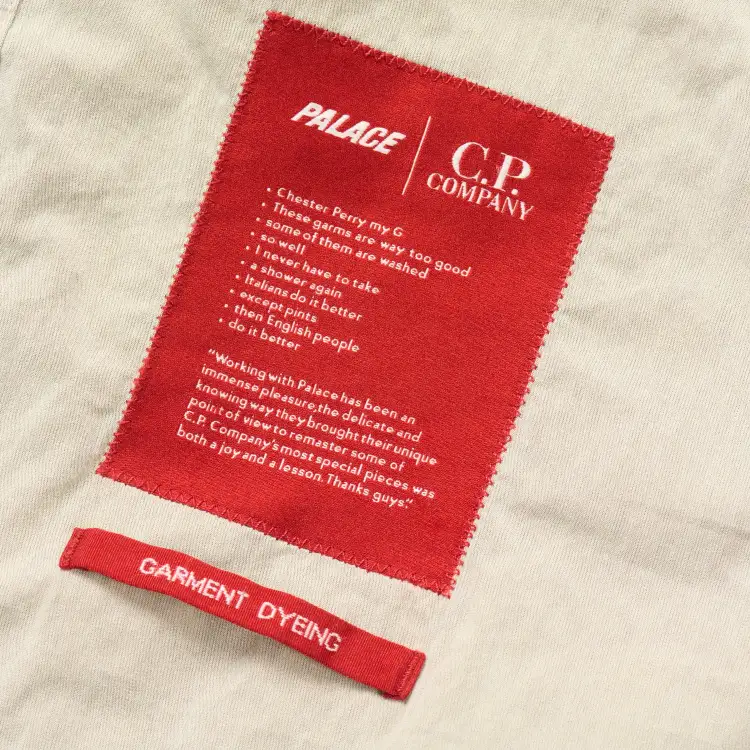 PALACE
C.P.
COMPANY
• Chester Perry my G
• These garms are way too good
• some of them are washed
• so well
• I never have to take
• a shower again
• Italians do it better
• except pints
• then English people
• do it better
"Working with Palace has been an
immense pleasure, the delicate and
knowing way they brought their unique
point of view to remaster some of
C.P. Company's most special pieces was
both a joy and a lesson. Thanks guys."
GARMENT DYEING